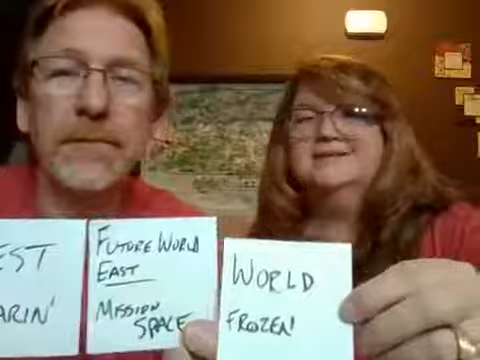 EST
ARIN'
FUTURE WORLD
EAST
MISSION
SPACE
WORLD
FROZEN